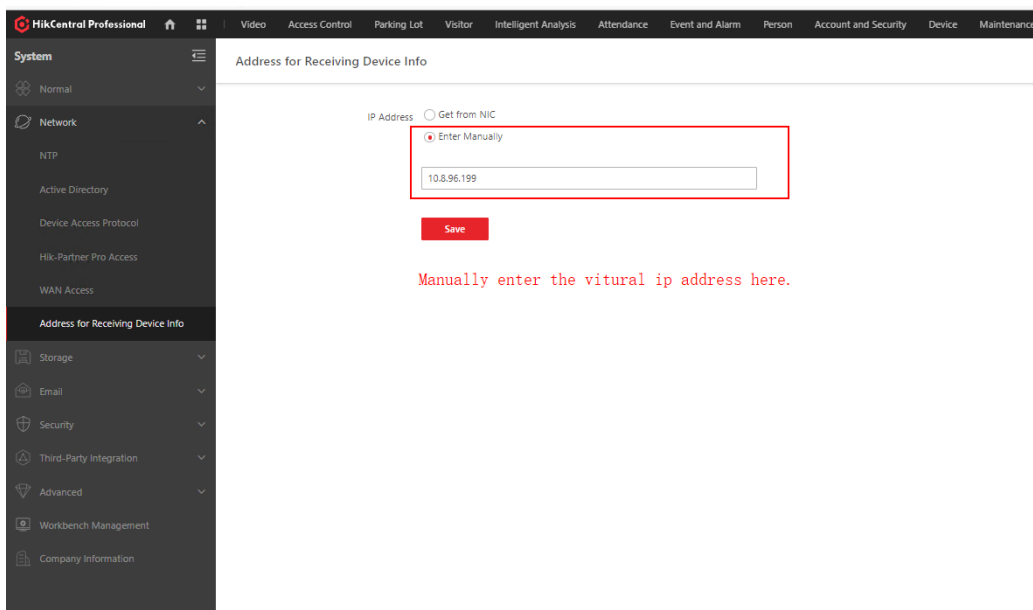 HikCentral Professional Video Access Control Parking Lot Visitor Intelligent Analysis Attendance Event and Alarm Person Account and Security Device Maintenance
System
Address for Receiving Device Info
Normal
Network
NTP
Active Directory
Device Access Protocol
Hik-Partner Pro Access
WAN Access
Address for Receiving Device Info
Storage
Email
Security
Third-Party Integration
Advanced
Workbench Management
Company Information
IP Address Get from NIC
Enter Manually
10.8.96.199
Save
Manually enter the vitural ip address here.